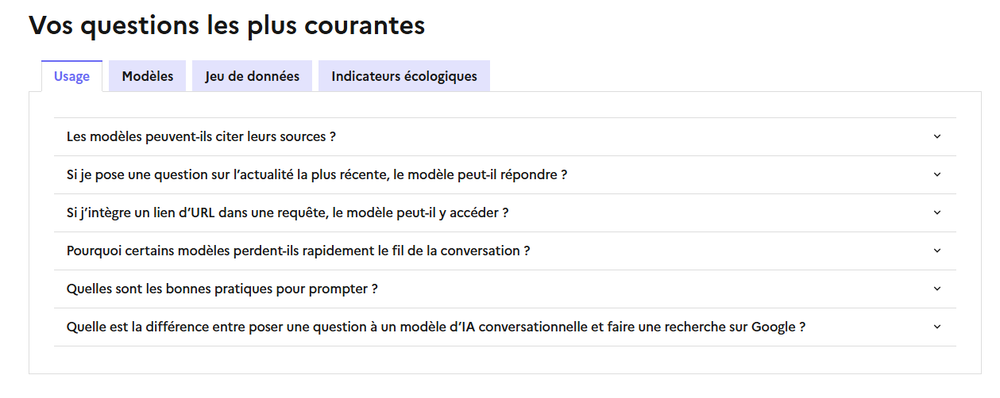 Vos questions les plus courantes
Usage
Modèles
Jeu de données
Indicateurs écologiques
Les modèles peuvent-ils citer leurs sources ?
Si je pose une question sur l’actualité la plus récente, le modèle peut-il répondre ?
Si j’intègre un lien d’URL dans une requête, le modèle peut-il y accéder ?
Pourquoi certains modèles perdent-ils rapidement le fil de la conversation ?
Quelles sont les bonnes pratiques pour prompter ?
Quelle est la différence entre poser une question à un modèle d’IA conversationnelle et faire une recherche sur Google ?